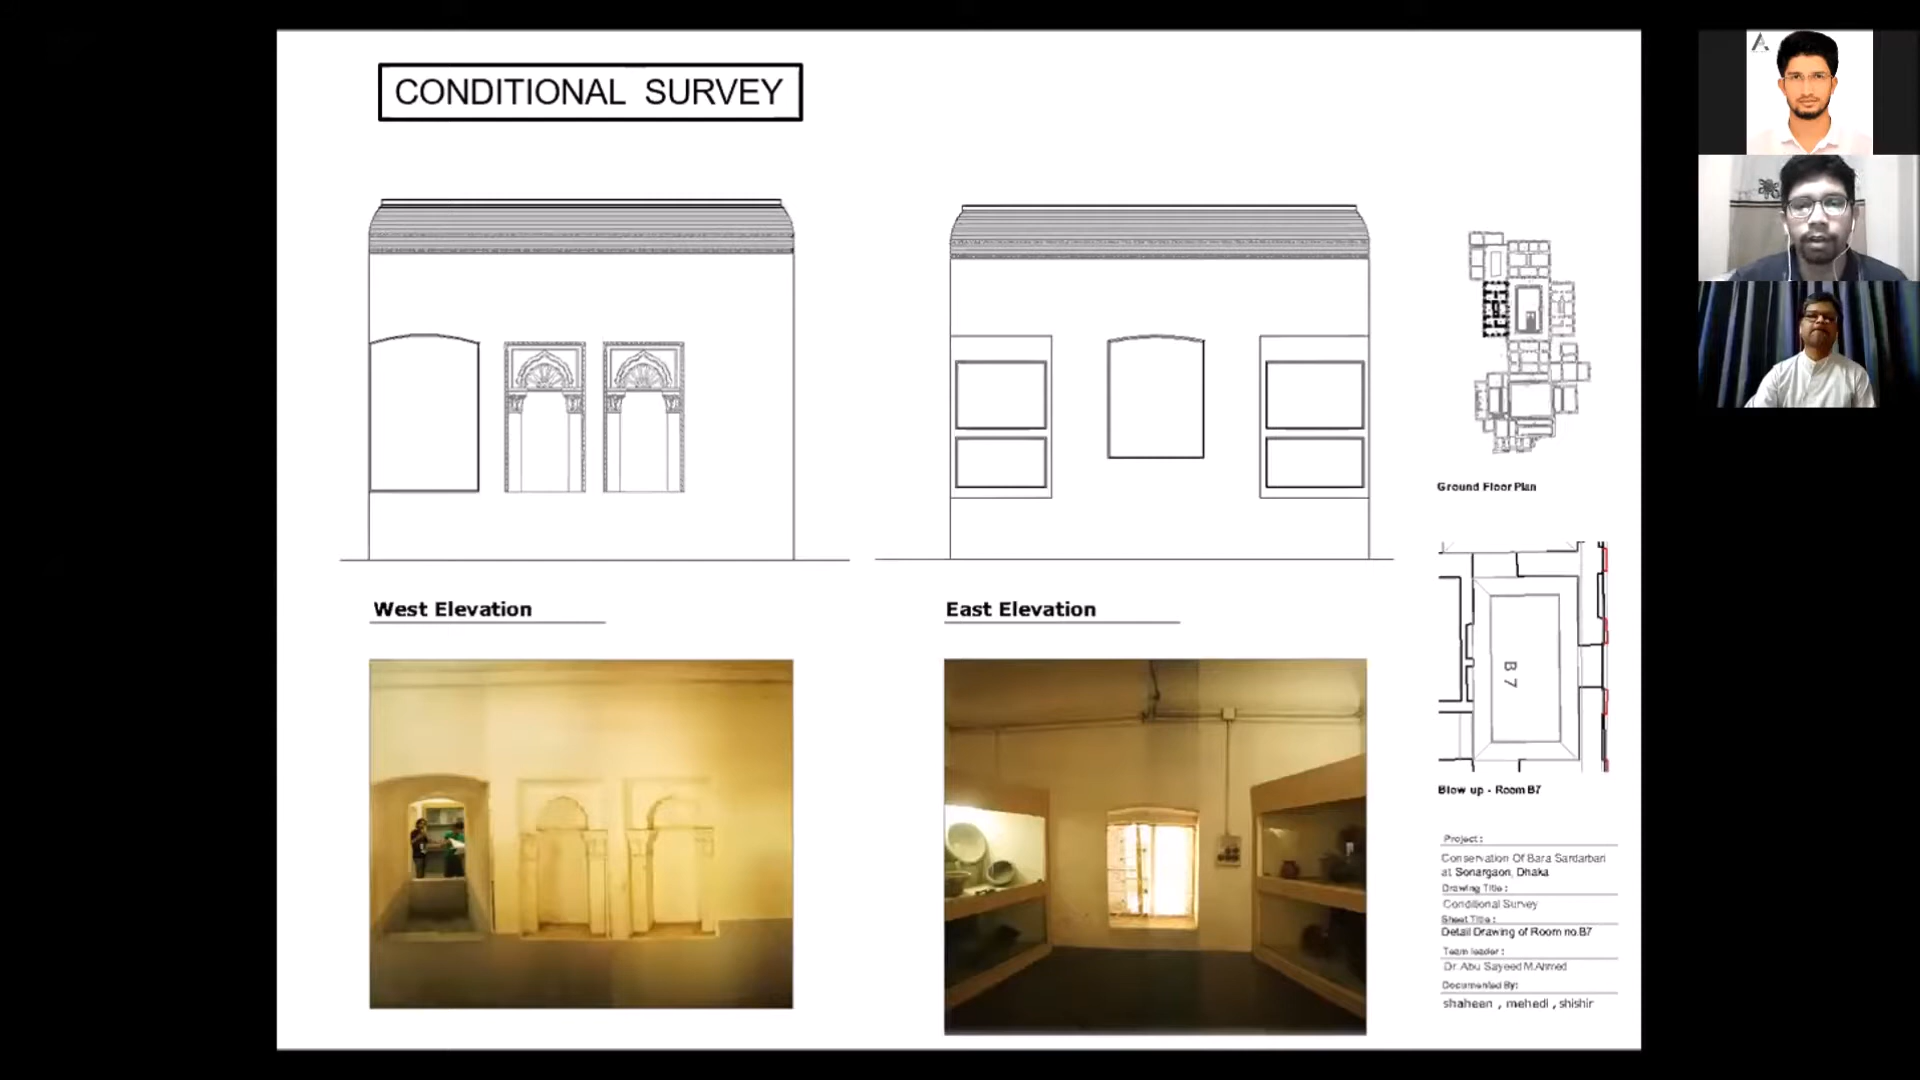 CONDITIONAL SURVEY
West Elevation
East Elevation
Ground Floor Plan
B 7
Blow up - Room B7
Project :
Conservation Of Bara Sardarbari
at Sonargaon, Dhaka
Drawing Title :
Conditional Survey
Sheet Title :
Detail Drawing of Room no.B7
Team leader :
Dr. Abu Sayeed M Ahmed
Documented By:
shaheen , mehedi , shishir